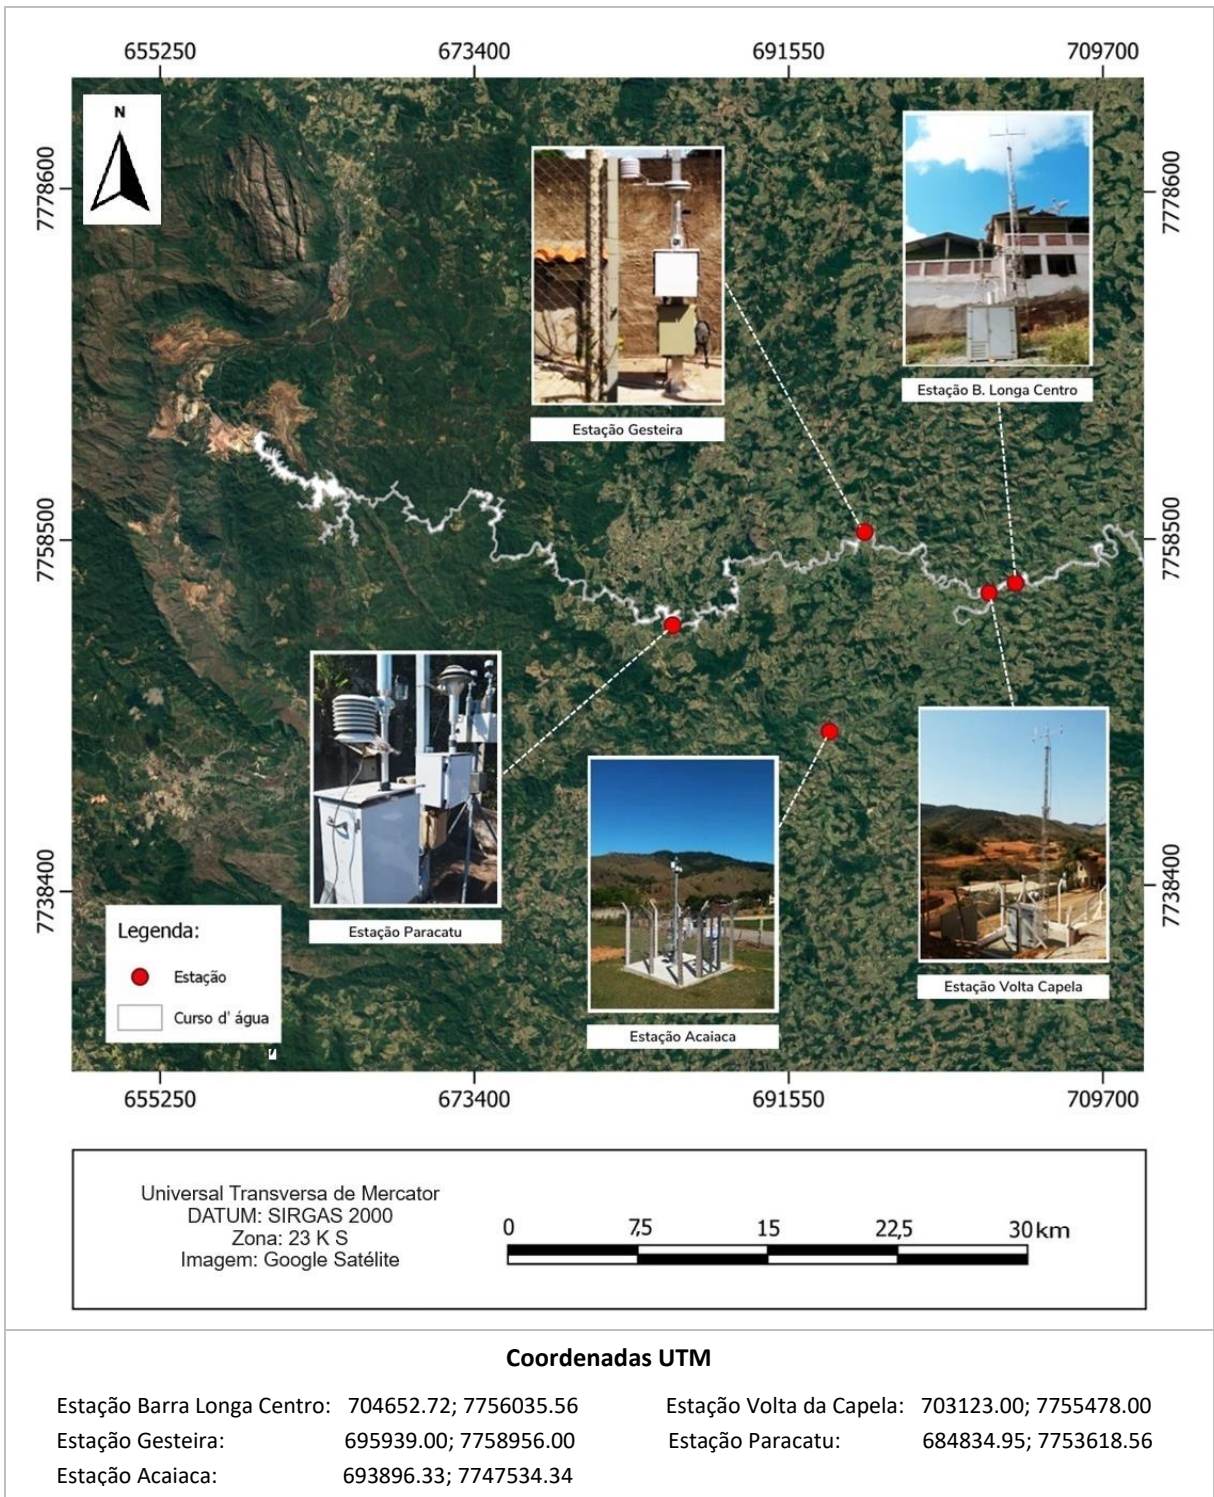 655250 673400 691550 709700
N
7778600 7778600
Estação B. Longa Centro
Estação Gesteira
7758500 7758500
7738400 7738400
Legenda:
Estação
Curso d' água
Estação Paracatu
Estação Volta Capela
Estação Acaiaca
655250 673400 691550 709700
Universal Transversa de Mercator
DATUM: SIRGAS 2000
Zona: 23 K S
Imagem: Google Satélite
0 7,5 15 22,5 30 km
Coordenadas UTM
Estação Barra Longa Centro: 704652.72; 7756035.56 Estação Volta da Capela: 703123.00; 7755478.00
Estação Gesteira: 695939.00; 7758956.00 Estação Paracatu: 684834.95; 7753618.56
Estação Acaiaca: 693896.33; 7747534.34